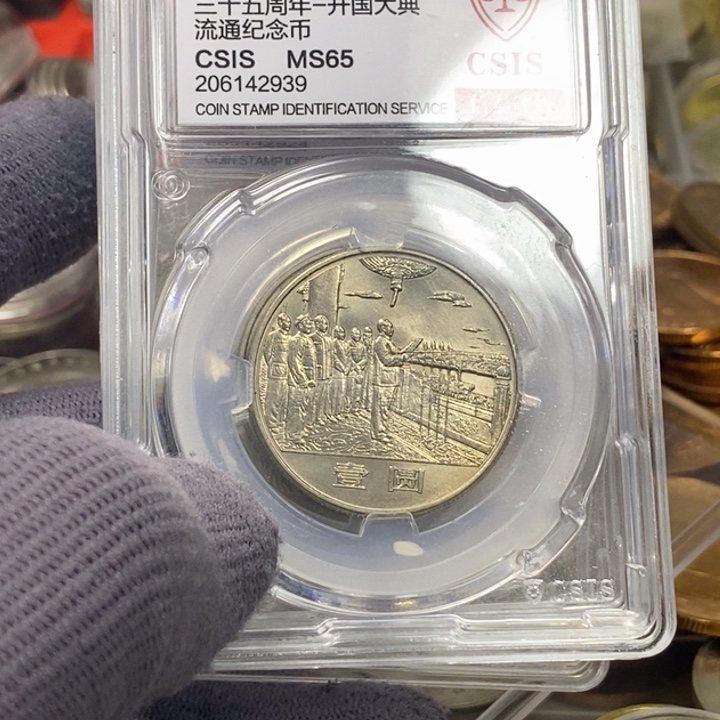 三十五周年-开国大典
流通纪念币
CSIS MS65
206142939
COIN STAMP IDENTIFICATION SERVICE
CSIS
壹圆
CSIS